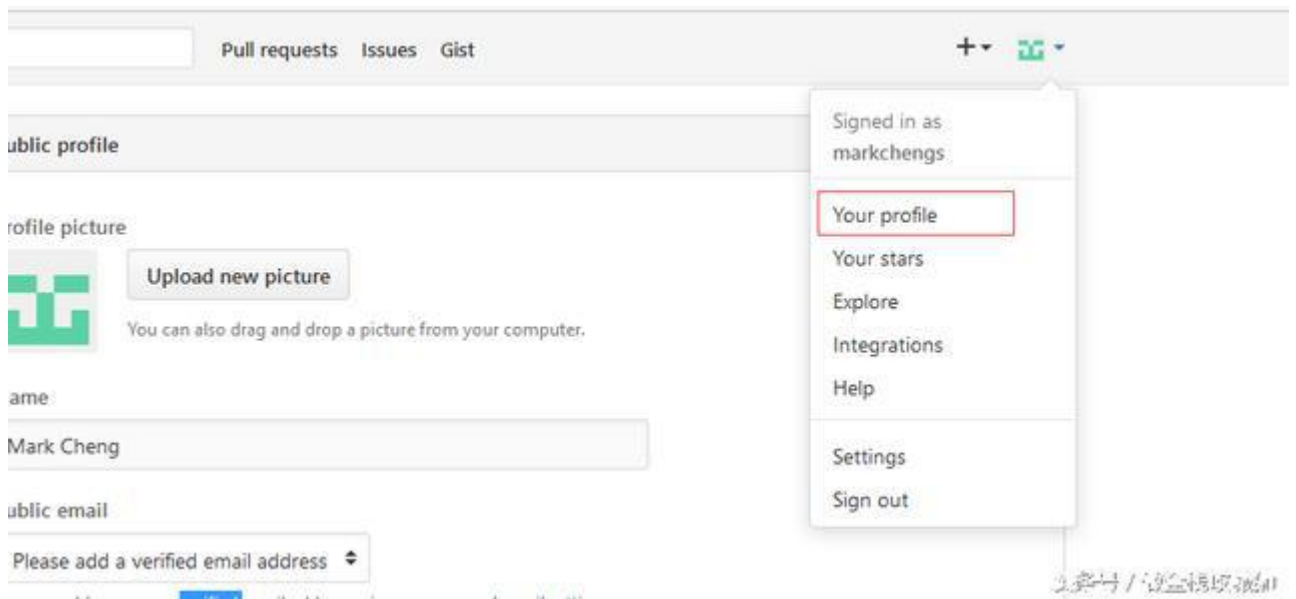 Pull requests Issues Gist
Signed in as
markchengs
ublic profile
Your profile
rofile picture
Upload new picture
Your stars
You can also drag and drop a picture from your computer.
Explore
Integrations
Help
ame
Mark Cheng
Settings
Sign out
ublic email
Please add a verified email address